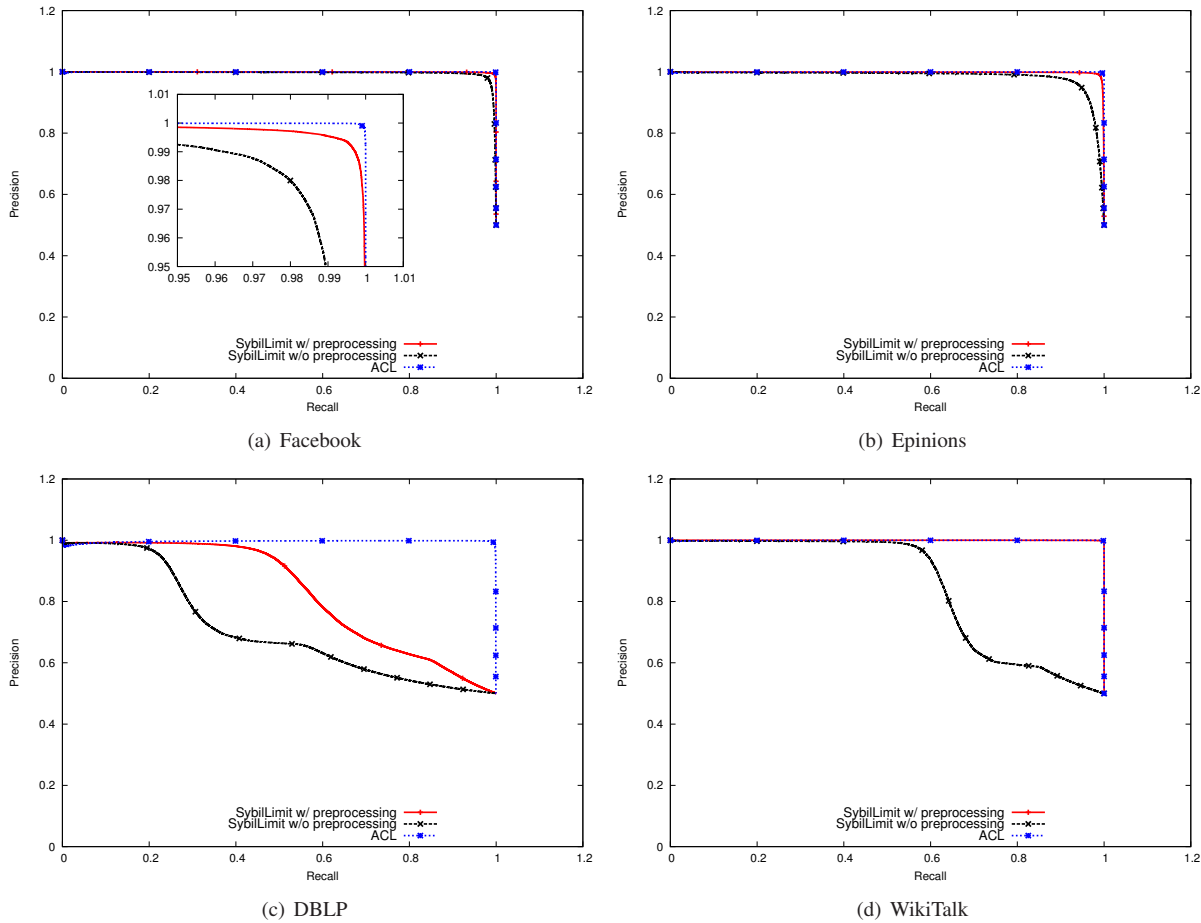 1.2
1
0.8
0.6
0.4
0.2
0
Precision
1.01
1
0.99
0.98
0.97
0.96
0.95
0.95 0.96 0.97 0.98 0.99 1 1.01
SybilLimit w/ preprocessing
SybilLimit w/o preprocessing
ACL
0 0.2 0.4 0.6 0.8 1 1.2
Recall
(a) Facebook
1.2
1
0.8
0.6
0.4
0.2
0
Precision
SybilLimit w/ preprocessing
SybilLimit w/o preprocessing
ACL
0 0.2 0.4 0.6 0.8 1 1.2
Recall
(b) Epinions
1.2
1
0.8
0.6
0.4
0.2
0
Precision
SybilLimit w/ preprocessing
SybilLimit w/o preprocessing
ACL
0 0.2 0.4 0.6 0.8 1 1.2
Recall
(c) DBLP
1.2
1
0.8
0.6
0.4
0.2
0
Precision
SybilLimit w/ preprocessing
SybilLimit w/o preprocessing
ACL
0 0.2 0.4 0.6 0.8 1 1.2
Recall
(d) WikiTalk